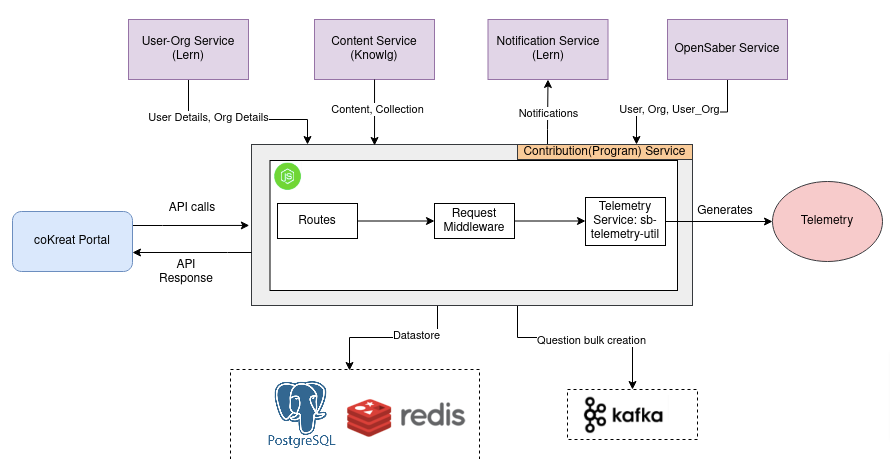 User-Org Service
(Lern)
Content Service
(Knowlg)
Notification Service
(Lern)
OpenSaber Service
User Details, Org Details
Content, Collection
Notifications
User, Org, User_Org
Contribution(Program) Service
Routes
Request
Middleware
Telemetry
Service: sb-
telemetry-util
coKreat Portal
API calls
API
Response
Generates
Telemetry
Datastore
Question bulk creation
PostgreSQL
redis
kafka